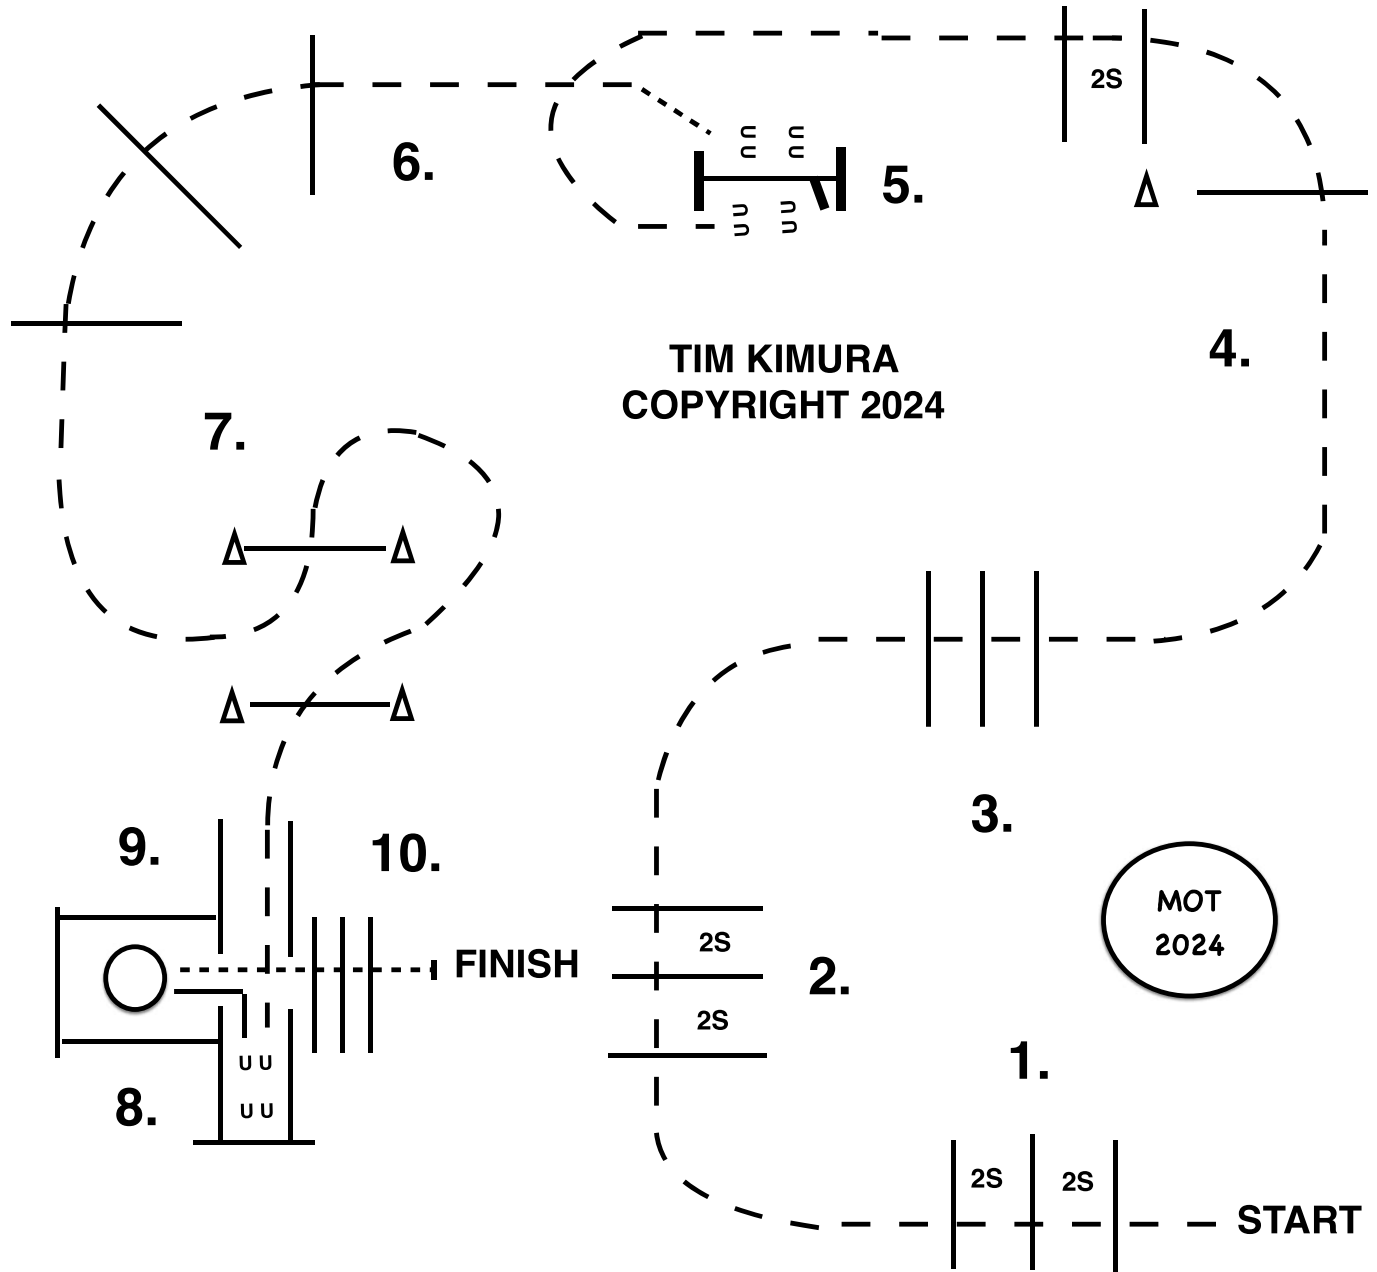 2S
5.
6.
4.
TIM KIMURA
COPYRIGHT 2024
7.
3.
9.
10.
MOT
2024
2S
FINISH
2.
2S
1.
8.
2S
2S
START